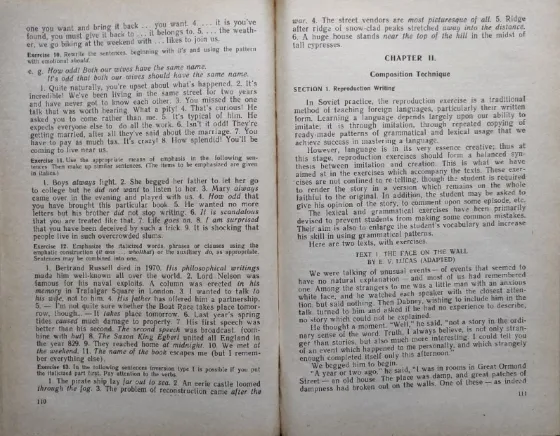 one you want and bring it back . . . you want. 4. . . . it is you've
found, you must give it back to . . . it belongs to. 5. . . . the weath-
er, we go biking at the weekend with . . . likes to join us.
Exercise 10. Rewrite the sentences, beginning with it's and using the pattern
with emotional should.
e. g. How odd! Both our wives have the same name.
It's odd that both our wives should have the same name.
1. Quite naturally, you're upset about what's happened. 2. It's
incredible! We've been living in the same street for two years
and have never got to know each other. 3. You missed the one
talk that was worth hearing. What a pity! 4. That's curious! He
asked you to come rather than me. 5. It's typical of him. He
expects everyone else to do all the work. 6. Isn't it odd! They're
getting married, after all they've said about the marriage. 7. You
have to pay as much tax. It's crazy! 8. How splendid! You'll be
coming to live near us.
Exercise 11. Use the appropriate means of emphasis in the following sen-
tences. Then make up similar sentences. (The items to be emphasized are given
in italics)
1. Boys always fight. 2. She begged her father to let her go
to college but he did not want to listen to her. 3. Mary always
came over in the evening and played with us. 4. How odd that
you have brought this particular book. 5. He wanted no more
letters but his brother did not stop writing. 6. It is scandalous
that you are treated like that. 7. Life goes on. 8. I am surprised
that you have been deceived by such a trick. 9. It is shocking that
people live in such overcrowded slums.
Exercise 12. Emphasize the italicized words, phrases or clauses using the
emphatic construction it was ... who(that) or the auxiliary do, as appropriate.
Sentences may be combined into one.
1. Bertrand Russell died in 1970. His philosophical writings
made him well-known all over the world. 2. Lord Nelson was
famous for his naval exploits. A column was erected in his
memory in Trafalgar Square in London. 3. I wanted to talk to
his wife, not to him. 4. His father has offered him a partnership.
5. — I'm not quite sure whether the Boat Race takes place tomor-
row, though. — It takes place tomorrow. 6. Last year's spring
tides caused much damage to property. 7. His first speech was
better than his second. The second speech was broadcast. (com-
bine with but) 8. The Saxon King Egbert united all England in
the year 829. 9. They reached home at midnight. 10. We met at
the weekend. 11. The name of the book escapes me (but I remem-
ber everything else).
Exercise 13. In the following sentences inversion type I is possible if you put
the italicized part first. Pay attention to the verbs.
1. The pirate ship lay far out to sea. 2. An eerie castle loomed
through the fog. 3. The problem of reconstruction came after the
110
war. 4. The street vendors are most picturesque of all. 5. Ridge
after ridge of snow-clad peaks stretched away into the distance.
6. A huge house stands near the top of the hill in the midst of
tall cypresses.
CHAPTER II.
Composition Technique
SECTION 1. Reproduction Writing
In Soviet practice, the reproduction exercise is a traditional
method of teaching foreign languages, particularly their written
form. Learning a language depends largely upon our ability to
imitate; it is through imitation, through repeated copying of
ready-made patterns of grammatical and lexical usage that we
achieve success in mastering a language.
However, language is in its very essence creative; thus at
this stage, reproduction exercises should form a balanced syn-
thesis between imitation and creation. This is what we have
aimed at in the exercises which accompany the texts. These exer-
cises are not confined to re-telling, though the student is required
to render the story in a version which remains on the whole
faithful to the original. In addition, the student may be asked to
give his opinion of the story, to comment upon some episode, etc.
The lexical and grammatical exercises have been primarily
devised to prevent students from making some common mistakes.
Their aim is also to enlarge the student's vocabulary and increase
his skill in using grammatical patterns.
Here are two texts, with exercises.
TEXT 1 THE FACE ON THE WALL
BY E. V. LUCAS (ADAPTED)
We were talking of unusual events — of events that seemed to
have no natural explanation — and most of us had remembered
one. Among the strangers to me was a little man with an anxious
white face, and he watched each speaker with the closest atten-
tion, but said nothing. Then Dabney, wishing to include him in the
talk, turned to him and asked if he had no experience to describe,
no story which could not be explained.
He though a moment. "Well," he said, "not a story in the ordi-
nary sense of the word. Truth, I always believe, is not only stran-
ger than stories, but also much more interesting. I could tell you
of an event which happened to me personally, and which strangely
enough completed itself only this afternoon."
We begged him to begin.
"A year or two ago," he said, "I was in rooms in Great Ormond
Street — an old house. The place was damp, and great patches of
dampness had broken out on the walls. One of these — as indeed
111